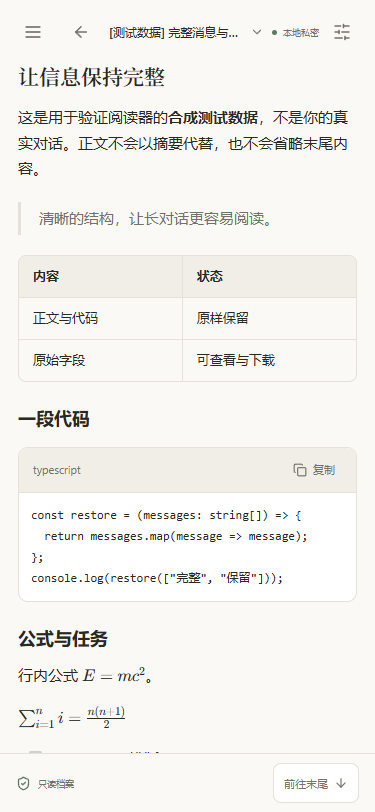 [测试数据] 完整消息与... 本地私密
让信息保持完整
这是用于验证阅读器的合成测试数据，不是你的真
实对话。正文不会以摘要代替，也不会省略末尾内
容。
清晰的结构，让长对话更容易阅读。
内容 状态
正文与代码 原样保留
原始字段 可查看与下载
一段代码
typescript 复制
const restore = (messages: string[]) => {
  return messages.map(message => message);
};
console.log(restore(["完整", "保留"]));
公式与任务
行内公式 E = mc²。
∑ᵢ₌₁ⁿ i = n(n+1)/2
只读档案 前往末尾